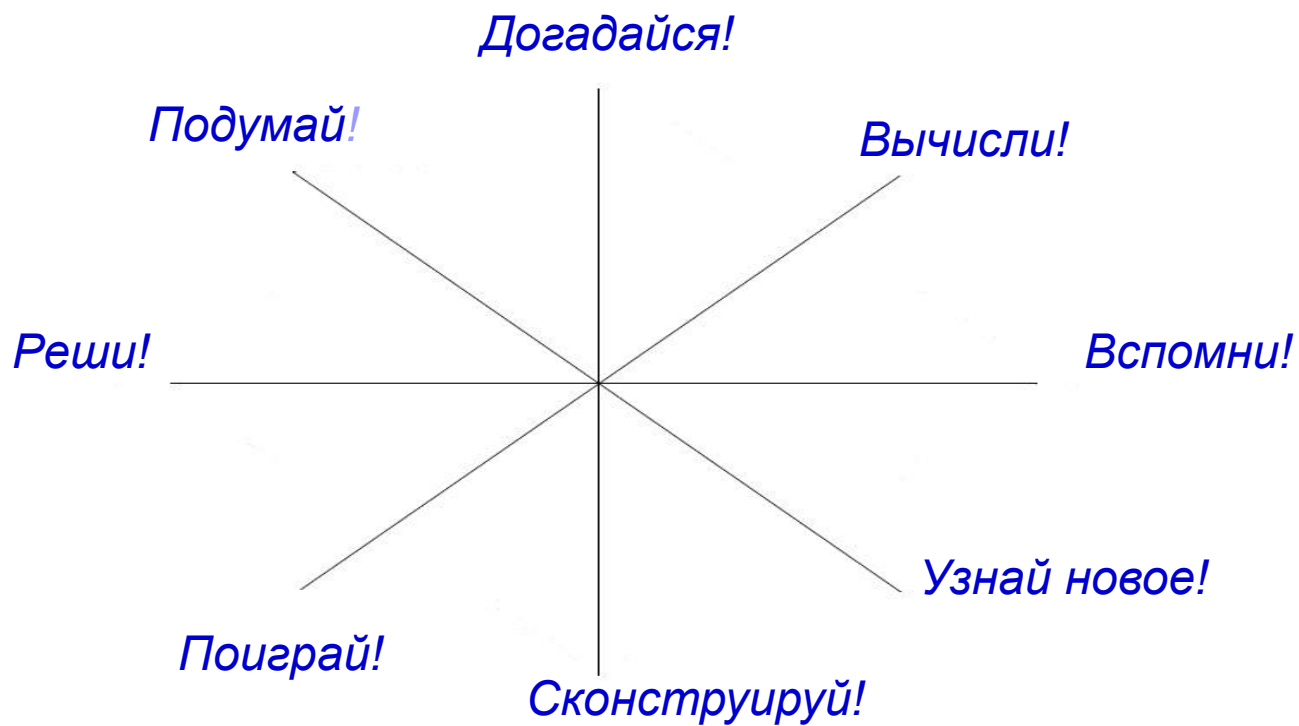 Догадайся!
Подумай!
Вычисли!
Реши!
Вспомни!
Узнай новое!
Поиграй!
Сконструируй!